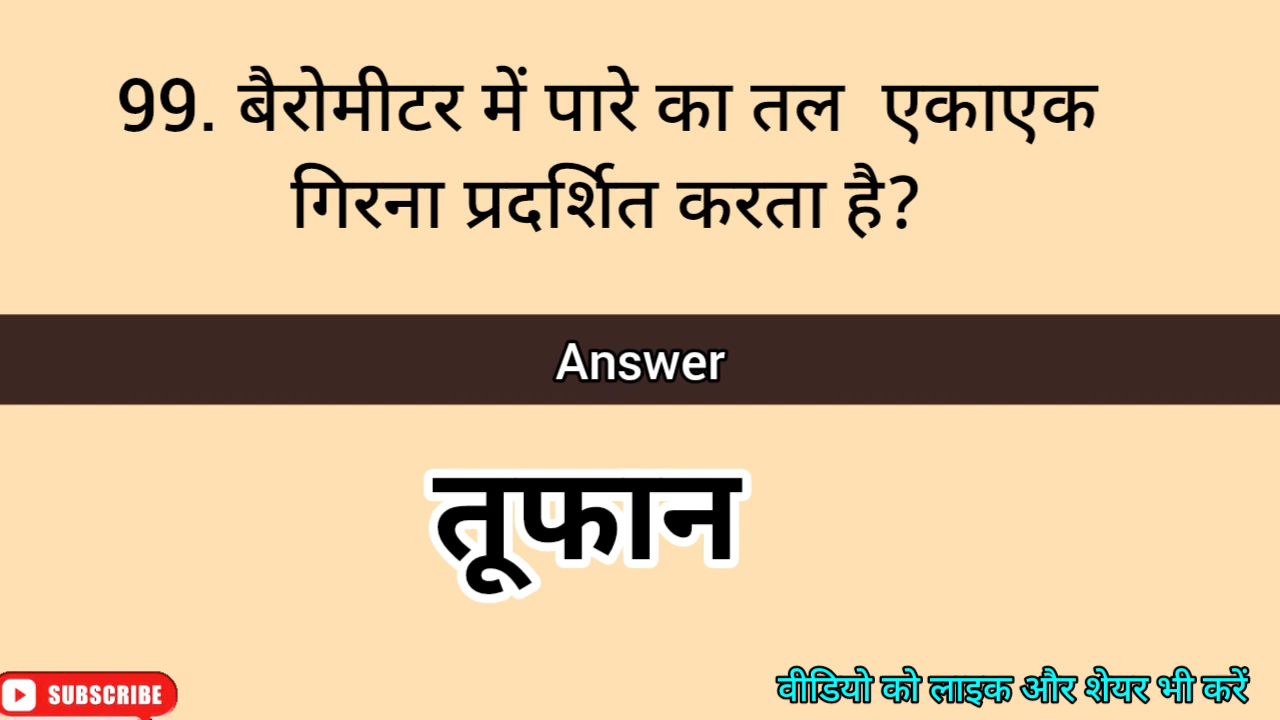 99. बैरोमीटर में पारे का तल एकाएक
गिरना प्रदर्शित करता है?
Answer
तूफान
SUBSCRIBE
वीडियो को लाइक और शेयर भी करें